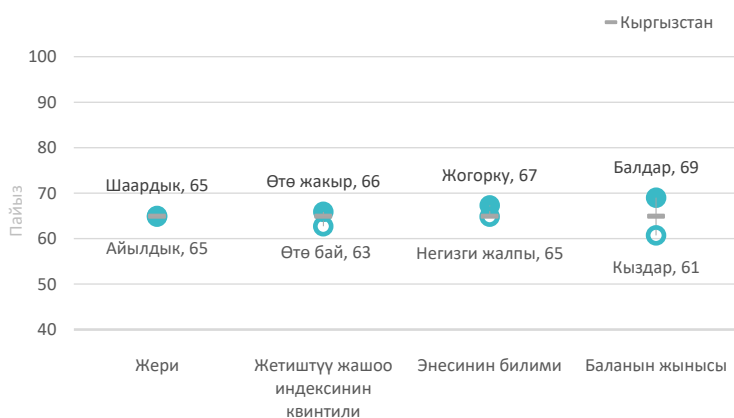 Кыргызстан
Пайыз
100
90
80
70
60
50
40
Шаардык, 65
Айылдык, 65
Өтө жакыр, 66
Өтө бай, 63
Жогорку, 67
Негизги жалпы, 65
Балдар, 69
Кыздар, 61
Жери
Жетиштүү жашоо
индексинин
квинтили
Энесинин билими
Баланын жынысы